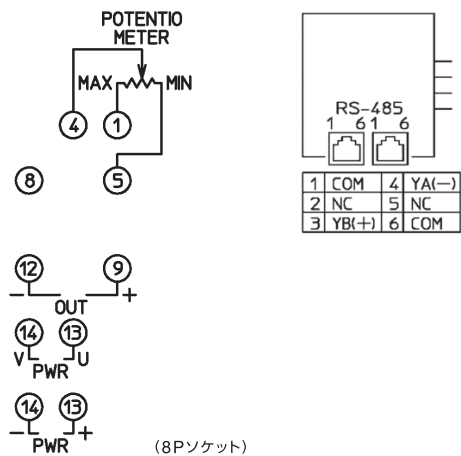 POTENTIO
METER
MAX MIN
4 1
8 5
12 9
- OUT +
14 13
V PWR U
14 13
- PWR +
(8Pソケット)
RS-485
1 6 1 6
1 COM 4 YA(—)
2 NC 5 NC
3 YB(+) 6 COM